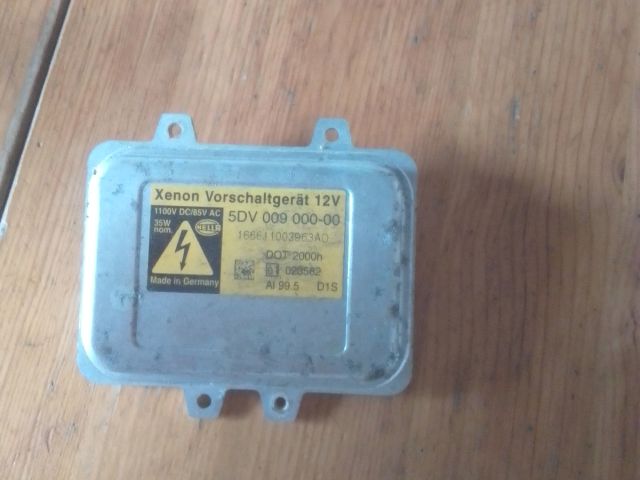 Xenon Vorschaltgerät 12V
1100V DC/85V AC
35W
nom.
HELLA
Made in Germany
5DV 009 000-00
DOT 2000h
020582
Al 99.5 D1S